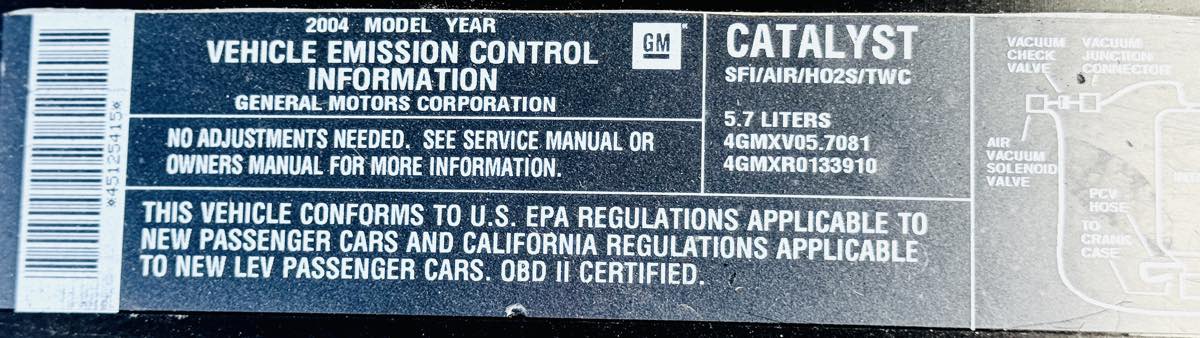 *45125415*
2004 MODEL YEAR
VEHICLE EMISSION CONTROL
INFORMATION
GENERAL MOTORS CORPORATION
GM
NO ADJUSTMENTS NEEDED. SEE SERVICE MANUAL OR
OWNERS MANUAL FOR MORE INFORMATION.
CATALYST
SFI/AIR/HO2S/TWC
5.7 LITERS
4GMXV05.7081
4GMXR0133910
THIS VEHICLE CONFORMS TO U.S. EPA REGULATIONS APPLICABLE TO
NEW PASSENGER CARS AND CALIFORNIA REGULATIONS APPLICABLE
TO NEW LEV PASSENGER CARS. OBD II CERTIFIED.
VACUUM
CHECK
VALVE
VACUUM
JUNCTION
CONNECTOR
AIR
VACUUM
SOLENOID
VALVE
PCV
HOSE
TO
CRANK
CASE